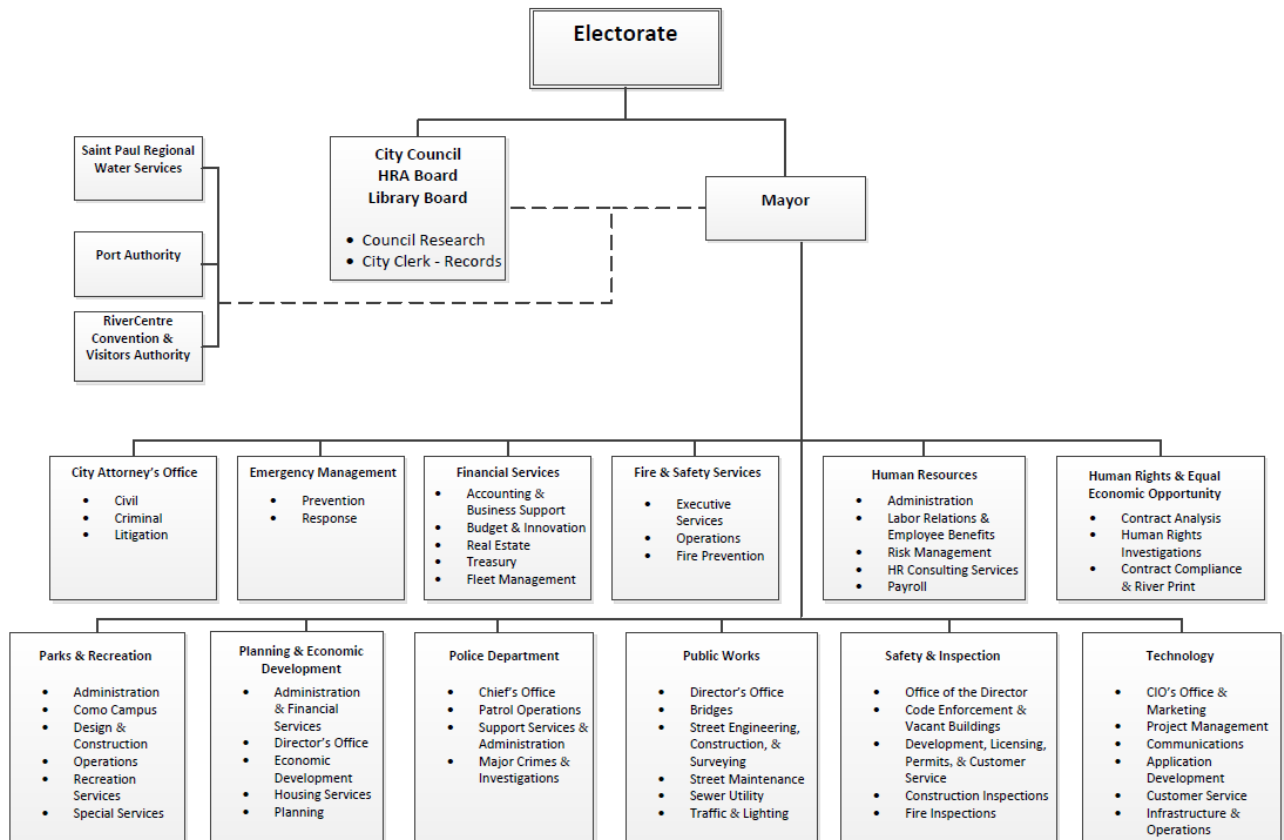 Electorate
Saint Paul Regional
Water Services
City Council
HRA Board
Library Board
• Council Research
• City Clerk - Records
Mayor
Port Authority
RiverCentre
Convention &
Visitors Authority
City Attorney's Office
• Civil
• Criminal
• Litigation
Emergency Management
• Prevention
• Response
Financial Services
• Accounting &
Business Support
• Budget & Innovation
• Real Estate
• Treasury
• Fleet Management
Fire & Safety Services
• Executive
Services
• Operations
• Fire Prevention
Human Resources
• Administration
• Labor Relations &
Employee Benefits
• Risk Management
• HR Consulting Services
• Payroll
Human Rights & Equal
Economic Opportunity
• Contract Analysis
• Human Rights
Investigations
• Contract Compliance
& River Print
Parks & Recreation
• Administration
• Como Campus
• Design &
Construction
• Operations
• Recreation
Services
• Special Services
Planning & Economic
Development
• Administration
& Financial
Services
• Director's Office
• Economic
Development
• Housing Services
• Planning
Police Department
• Chief's Office
• Patrol Operations
• Support Services &
Administration
• Major Crimes &
Investigations
Public Works
• Director's Office
• Bridges
• Street Engineering,
Construction, &
Surveying
• Street Maintenance
• Sewer Utility
• Traffic & Lighting
Safety & Inspection
• Office of the Director
• Code Enforcement &
Vacant Buildings
• Development, Licensing,
Permits, & Customer
Service
• Construction Inspections
• Fire Inspections
Technology
• CIO's Office &
Marketing
• Project Management
• Communications
• Application
Development
• Customer Service
• Infrastructure &
Operations